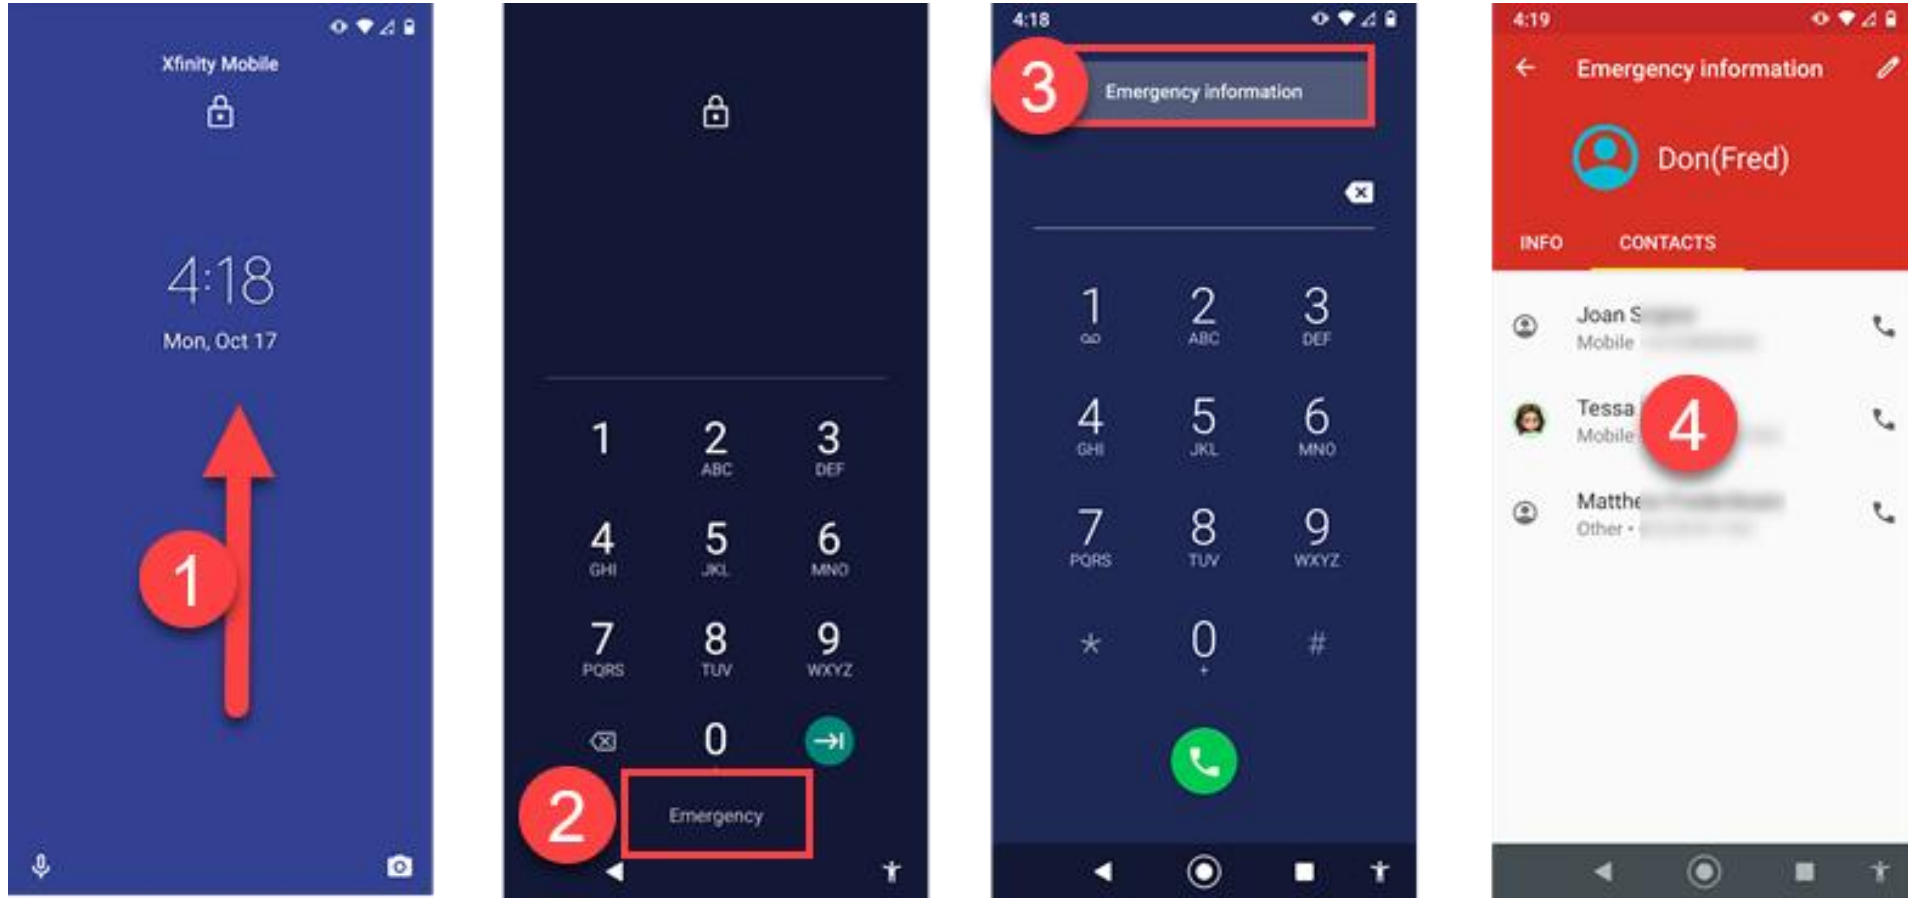 Xfinity Mobile
4:18
Mon, Oct 17
1
1 2 3
ABC DEF
4 5 6
GHI JKL MNO
7 8 9
PQRS TUV WXYZ
0
2
Emergency
4:18
3
Emergency information
1 2 3
ABC DEF
4 5 6
GHI JKL MNO
7 8 9
PQRS TUV WXYZ
* 0 #
+
4:19
Emergency information
Don(Fred)
INFO CONTACTS
Joan S
Mobile
Tessa
Mobile
4
Matthe
Other •